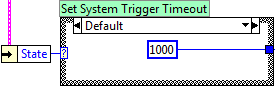 Set System Trigger Timeout
Default
1000
State
?